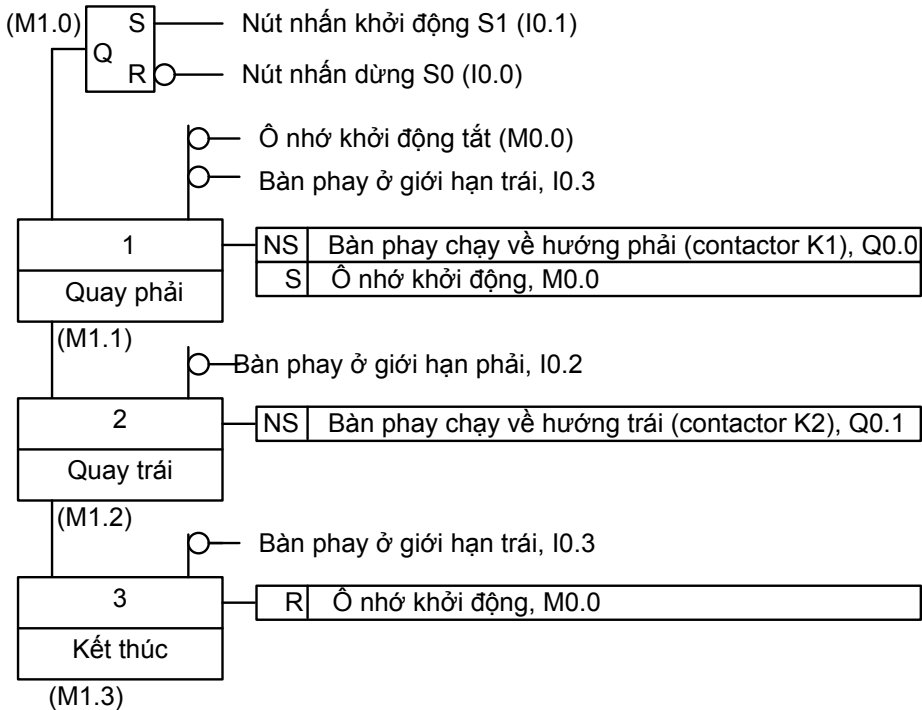 (M1.0) S Nút nhấn khởi động S1 (I0.1)
Q
R Nút nhấn dừng S0 (I0.0)
Ô nhớ khởi động tắt (M0.0)
Bàn phay ở giới hạn trái, I0.3
1 NS Bàn phay chạy về hướng phải (contactor K1), Q0.0
Quay phải S Ô nhớ khởi động, M0.0
(M1.1)
Bàn phay ở giới hạn phải, I0.2
2 NS Bàn phay chạy về hướng trái (contactor K2), Q0.1
Quay trái
(M1.2)
Bàn phay ở giới hạn trái, I0.3
3 R Ô nhớ khởi động, M0.0
Kết thúc
(M1.3)